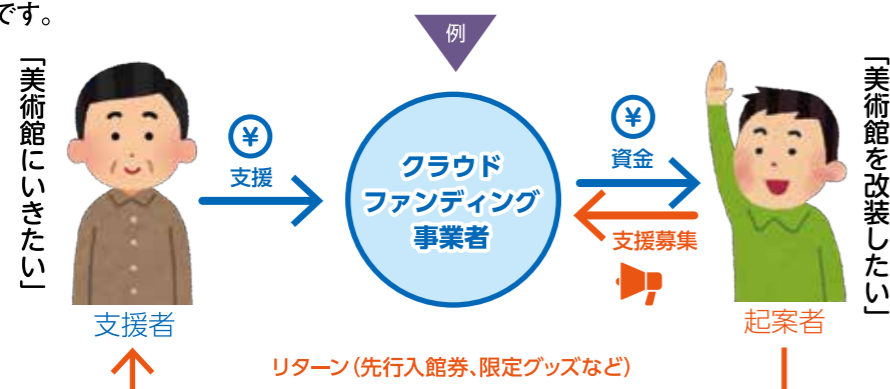 です。
例
「美術館にいきたい」
¥
支援
クラウド
ファンディング
事業者
¥
資金
支援募集
「美術館を改装したい」
支援者
起案者
リターン（先行入館券、限定グッズなど）